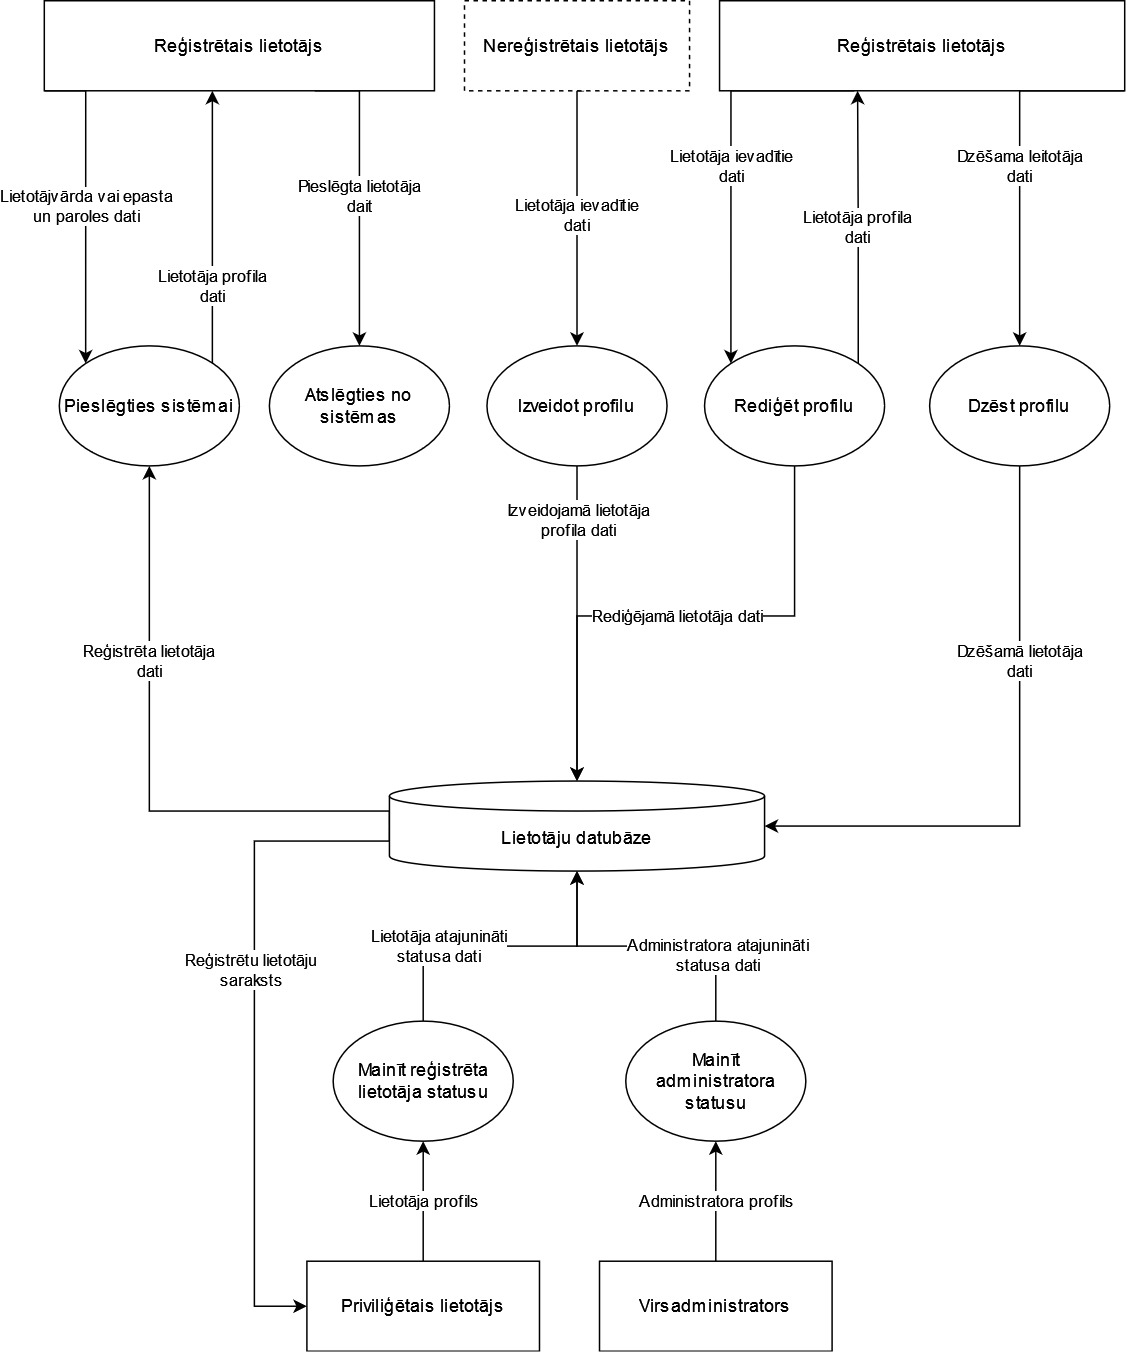 Reģistrētais lietotājs
Nereģistrētais lietotājs
Reģistrētais lietotājs
Lietotājvārda vai epasta
un paroles dati
Lietotāja profila
dati
Pieslēgta lietotāja
dait
Lietotāja ievadītie
dati
Lietotāja ievadītie
dati
Lietotāja profila
dati
Dzēšama leitotāja
dati
Pieslēgties sistēmai
Atslēgties no
sistēmas
Izveidot profilu
Rediģēt profilu
Dzēst profilu
Izveidojamā lietotāja
profila dati
Rediģējamā lietotāja dati
Reģistrēta lietotāja
dati
Dzēšamā lietotāja
dati
Lietotāju datubāze
Reģistrētu lietotāju
saraksts
Lietotāja atajunināti
statusa dati
Administratora atajunināti
statusa dati
Mainīt reģistrēta
lietotāja statusu
Mainīt
administratora
statusu
Lietotāja profils
Administratora profils
Priviliģētais lietotājs
Virsadministrators